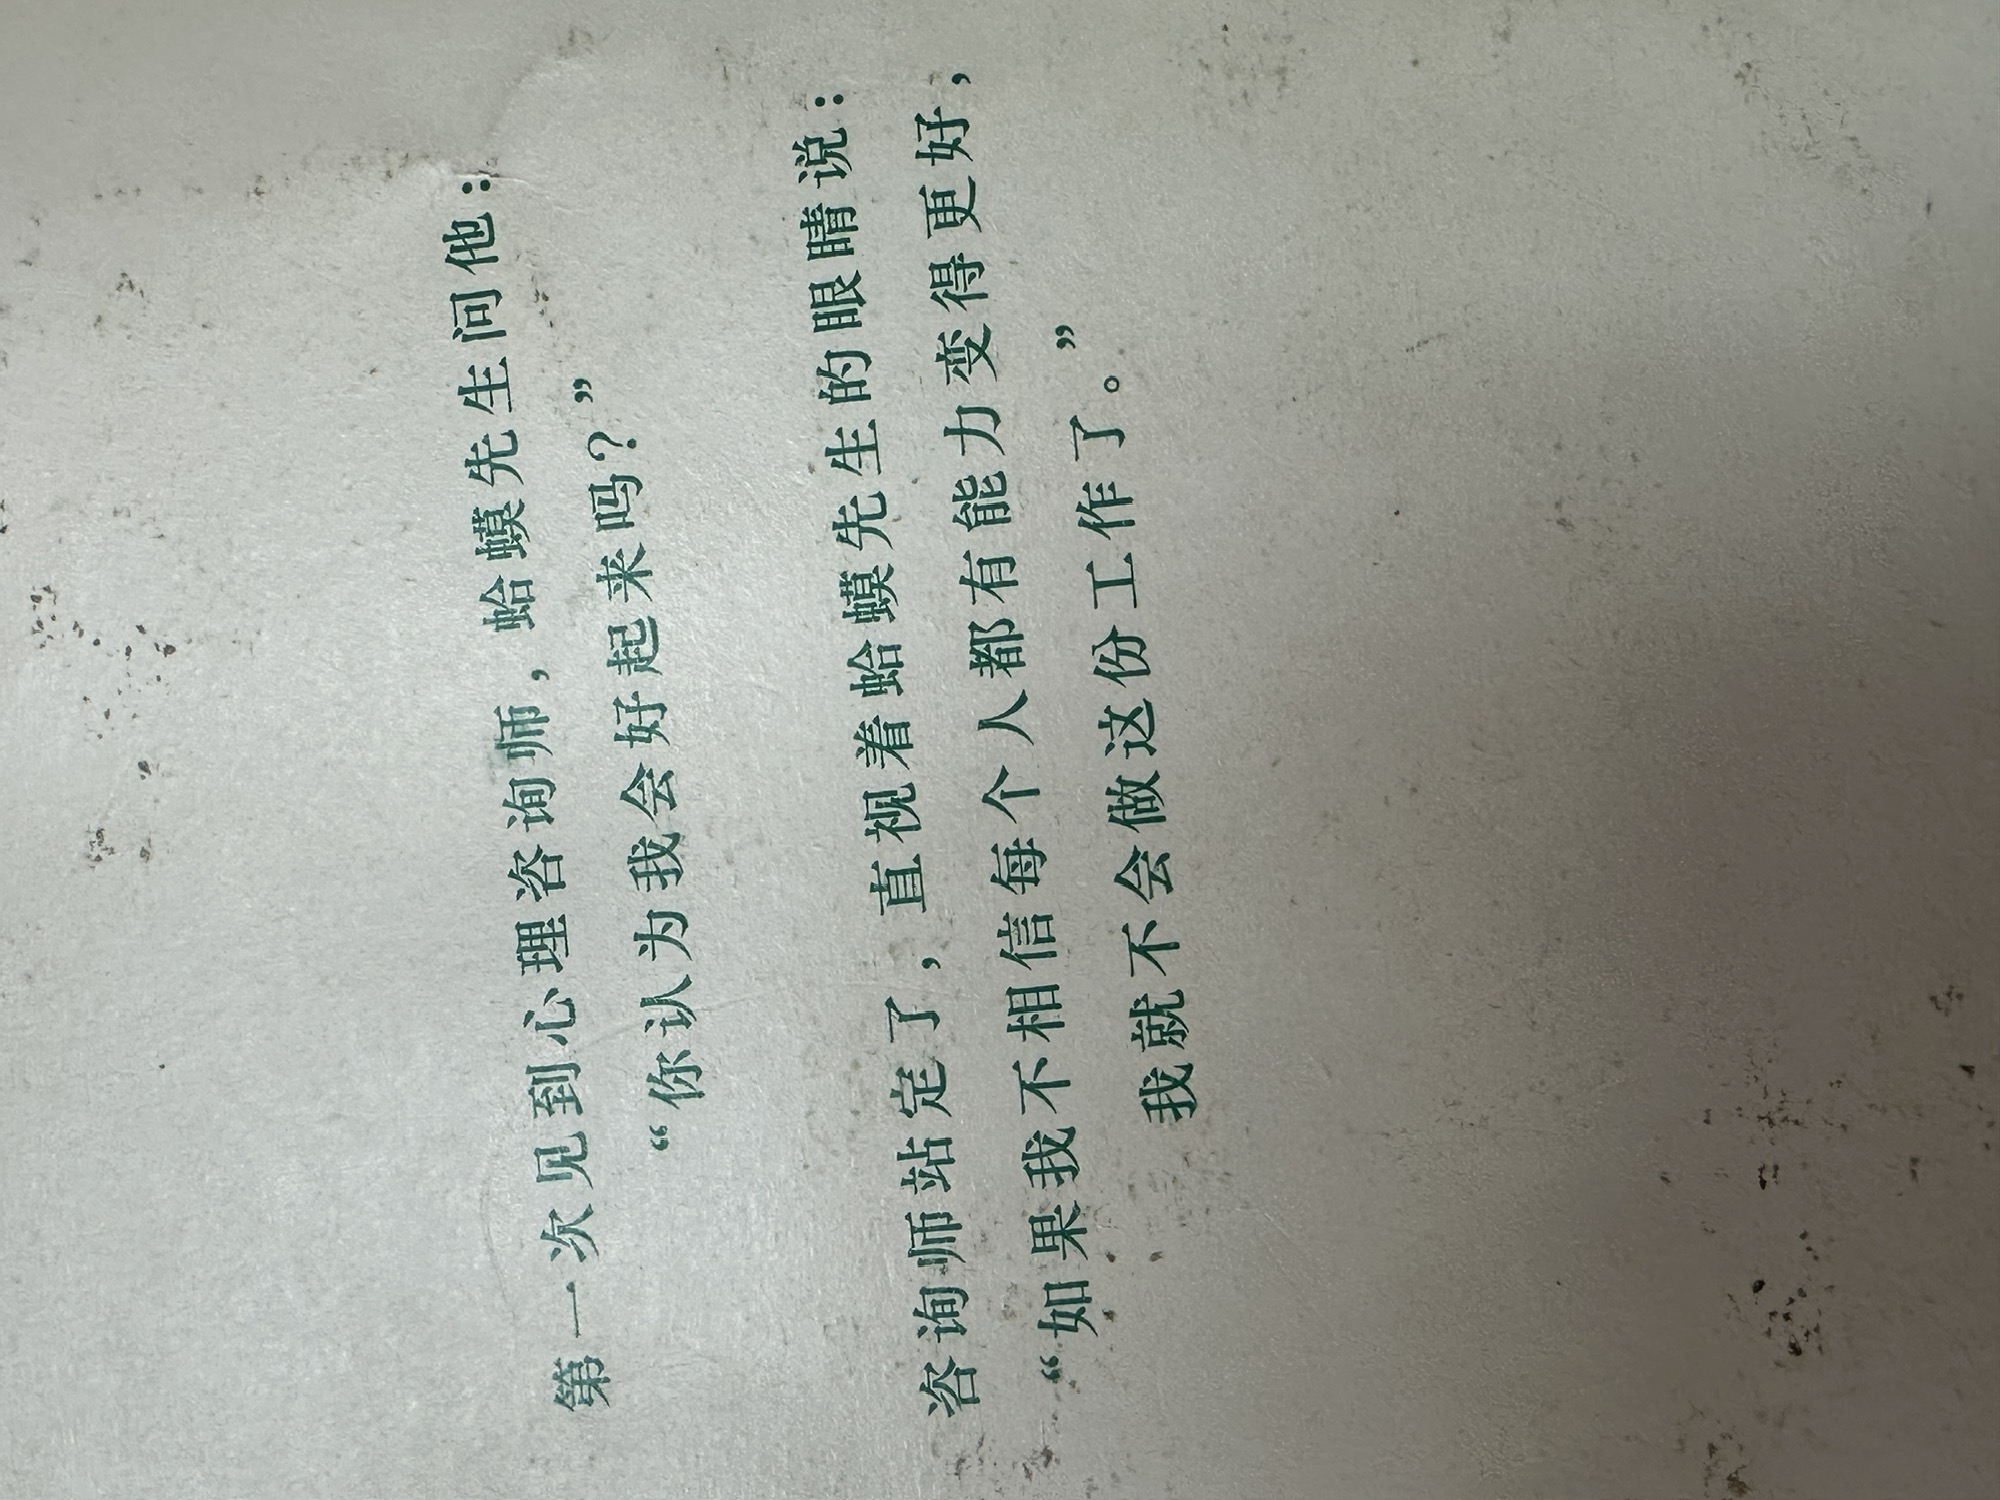 第一次见到心理咨询师，蛤蟆先生问他：
“你认为我会好起来吗？”
咨询师站定了，直视着蛤蟆先生的眼睛说：
“如果我不相信每个人都有能力变得更好，
我就不会做这份工作了。”